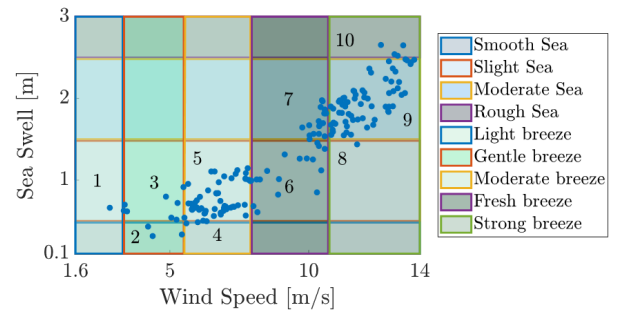 3
2
1
0.1
Sea Swell [m]
1.6
5
10
14
Wind Speed [m/s]
1
2
3
4
5
6
7
8
9
10
Smooth Sea
Slight Sea
Moderate Sea
Rough Sea
Light breeze
Gentle breeze
Moderate breeze
Fresh breeze
Strong breeze